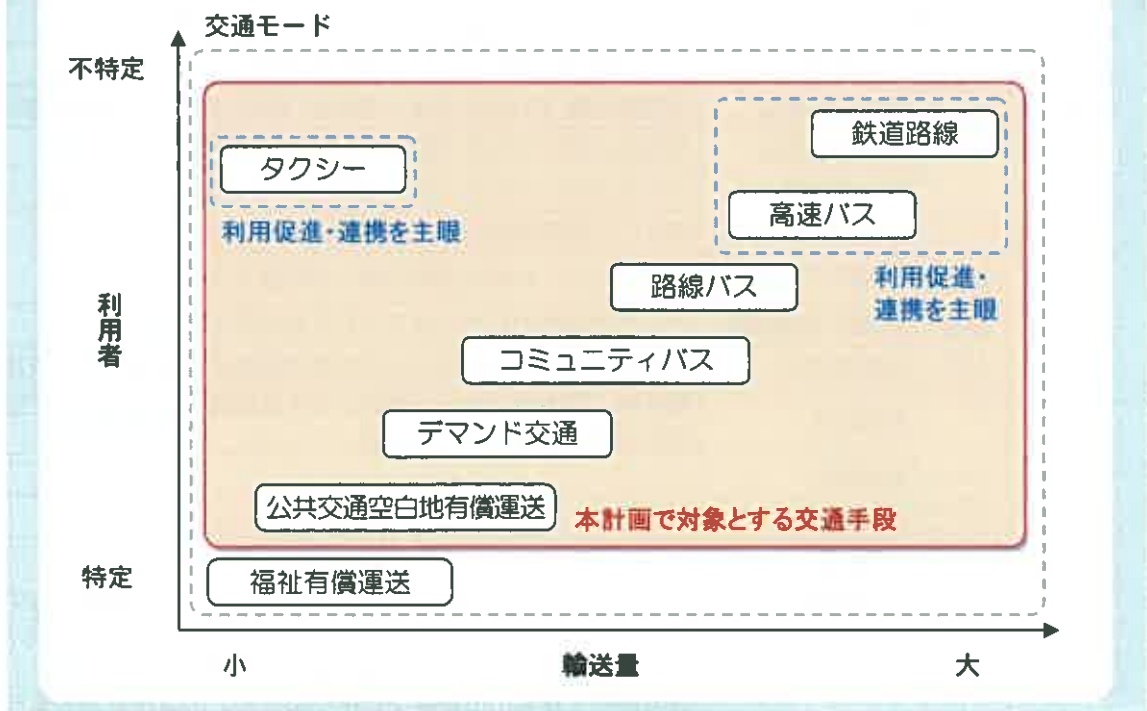 交通モード
不特定
鉄道路線
タクシー
高速バス
利用促進・連携を主眼
路線バス
利用促進・
連携を主眼
利用者
コミュニティバス
デマンド交通
公共交通空白地有償運送
本計画で対象とする交通手段
特定
福祉有償運送
小
輸送量
大